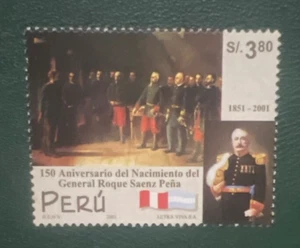 S/. 3.80
1851 - 2001
150 Aniversario del Nacimiento del
General Roque Saenz Peña
PERÚ